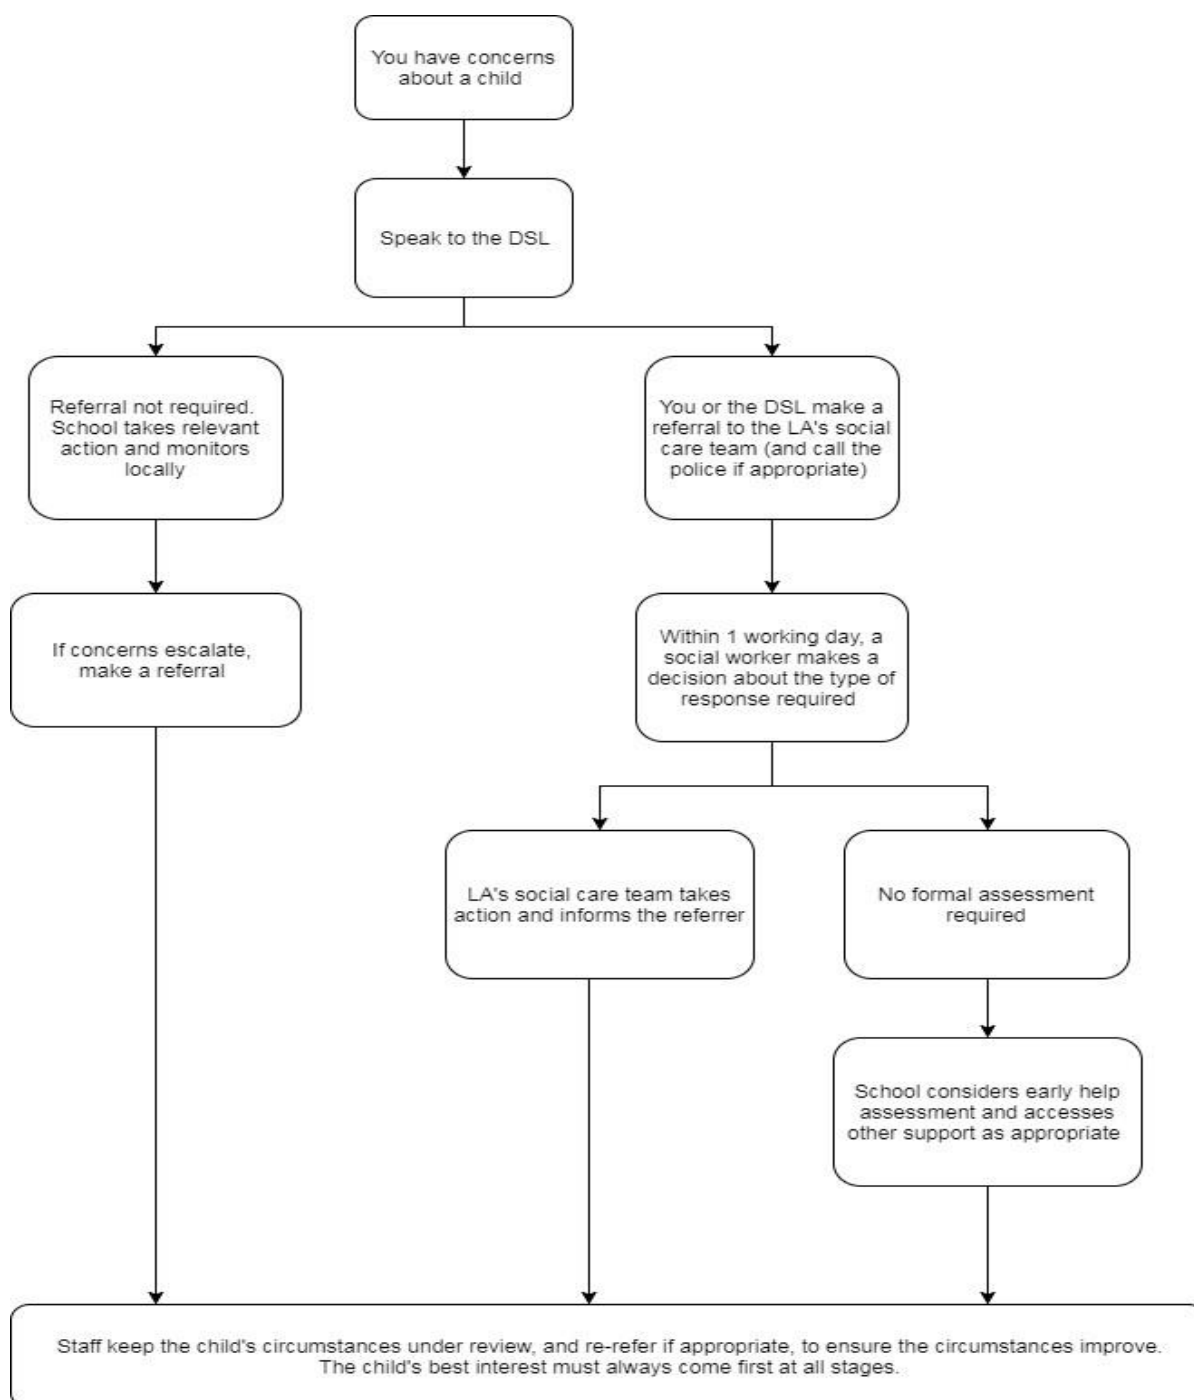 You have concerns
about a child
Speak to the DSL
Referral not required.
School takes relevant
action and monitors
locally
You or the DSL make a
referral to the LA's social
care team (and call the
police if appropriate)
If concerns escalate,
make a referral
Within 1 working day, a
social worker makes a
decision about the type of
response required
LA's social care team takes
action and informs the referrer
No formal assessment
required
School considers early help
assessment and accesses
other support as appropriate
Staff keep the child's circumstances under review, and re-refer if appropriate, to ensure the circumstances improve.
The child's best interest must always come first at all stages.